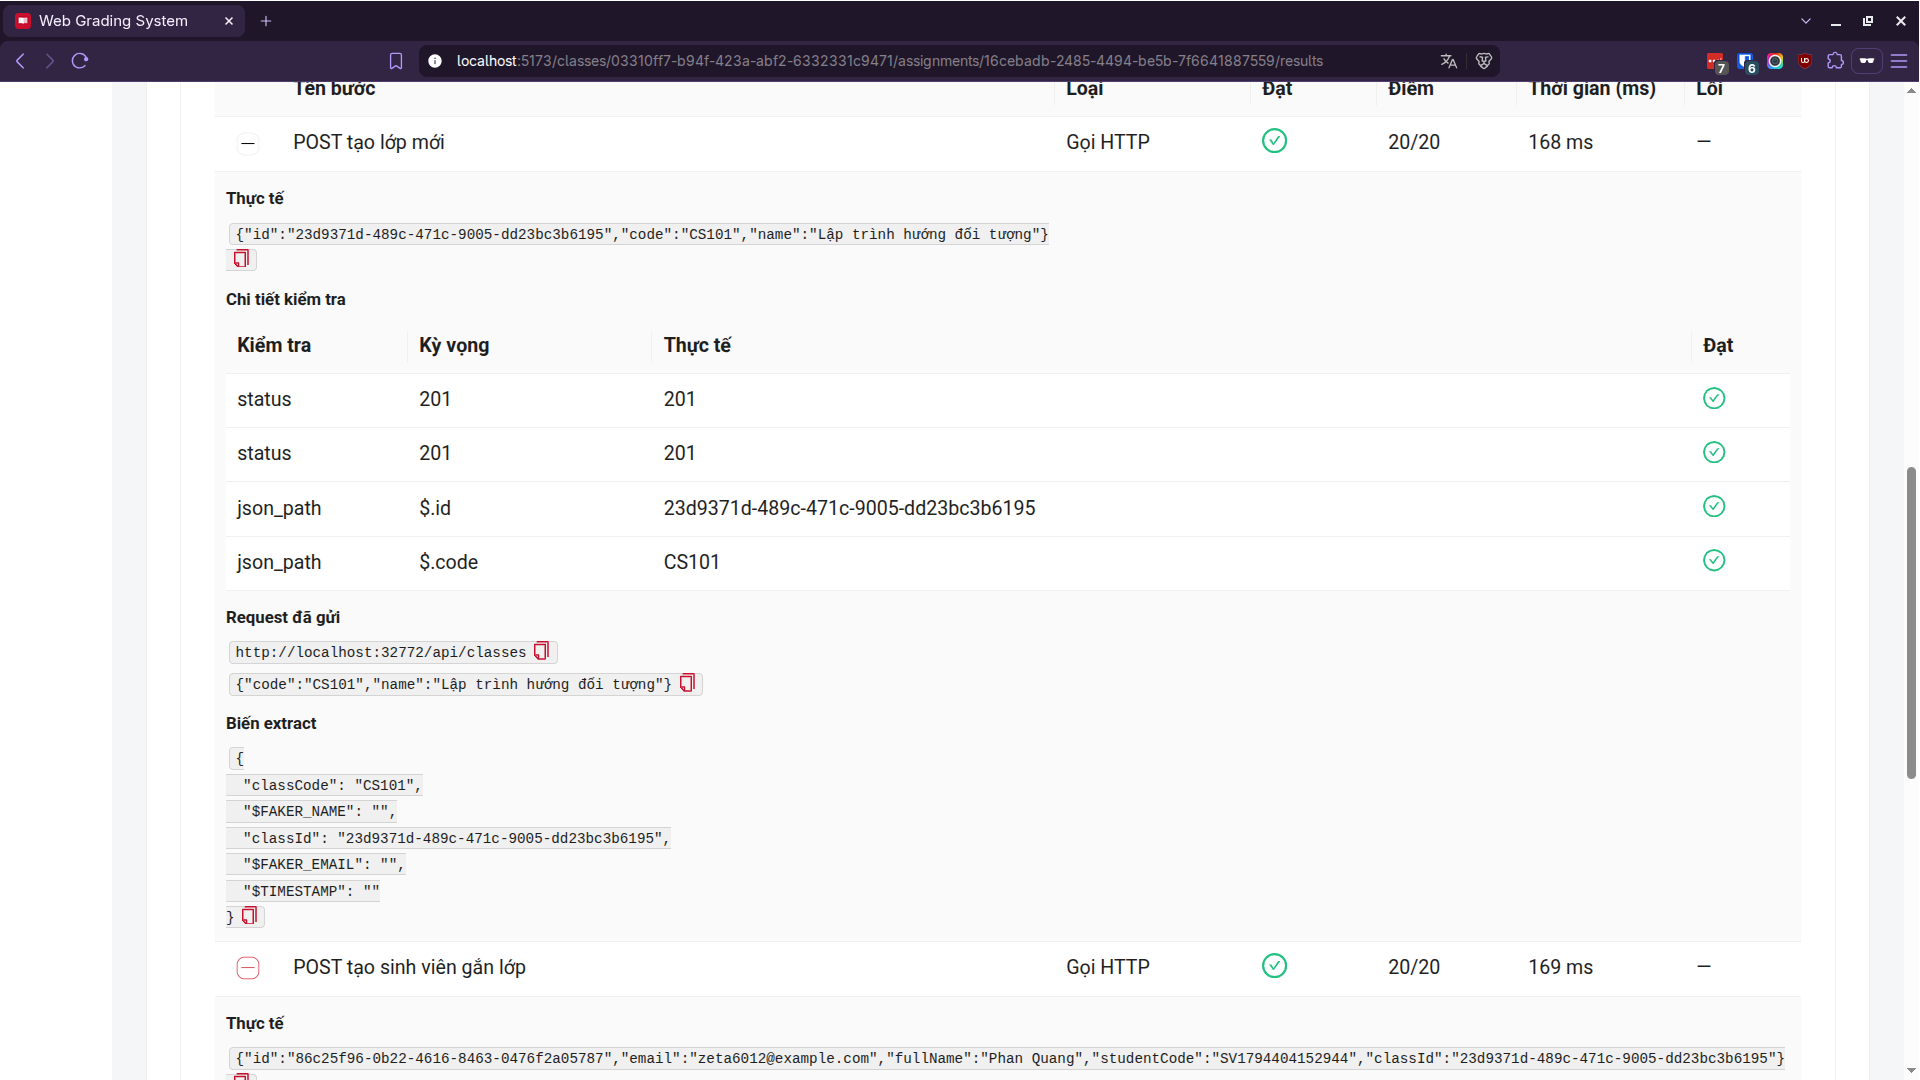 Web Grading System
localhost:5173/classes/03310ff7-b94f-423a-abf2-6332331c9471/assignments/16cebadb-2485-4494-be5b-7f6641887559/results
7
6
Tên bước Loại Đạt Điểm Thời gian (ms) Lỗi
POST tạo lớp mới Gọi HTTP 20/20 168 ms —
Thực tế
{"id":"23d9371d-489c-471c-9005-dd23bc3b6195","code":"CS101","name":"Lập trình hướng đối tượng"}
Chi tiết kiểm tra
Kiểm tra Kỳ vọng Thực tế Đạt
status 201 201
status 201 201
json_path $.id 23d9371d-489c-471c-9005-dd23bc3b6195
json_path $.code CS101
Request đã gửi
http://localhost:32772/api/classes
{"code":"CS101","name":"Lập trình hướng đối tượng"}
Biến extract
{
"classCode": "CS101",
"$FAKER_NAME": "",
"classId": "23d9371d-489c-471c-9005-dd23bc3b6195",
"$FAKER_EMAIL": "",
"$TIMESTAMP": ""
}
POST tạo sinh viên gắn lớp Gọi HTTP 20/20 169 ms —
Thực tế
{"id":"86c25f96-0b22-4616-8463-0476f2a05787","email":"zeta6012@example.com","fullName":"Phan Quang","studentCode":"SV1794404152944","classId":"23d9371d-489c-471c-9005-dd23bc3b6195"}